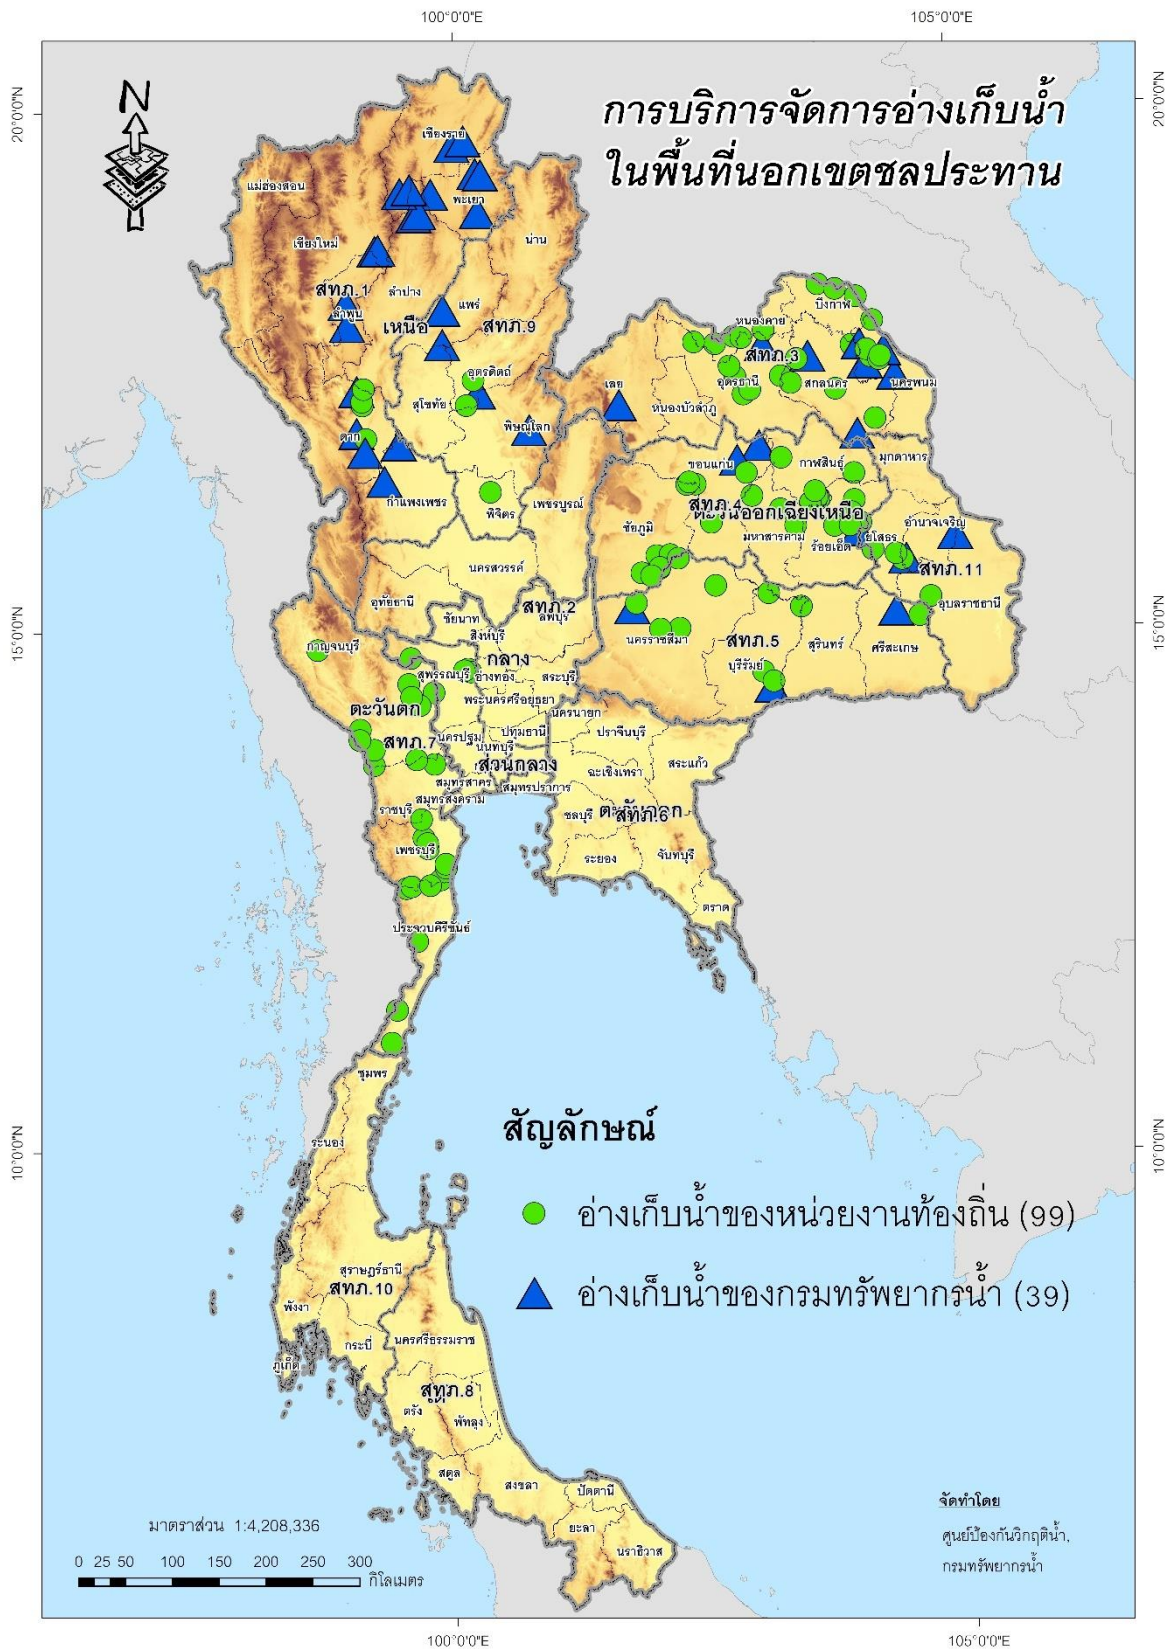 100°0'0"E
105°0'0"E
20°0'0"N
20°0'0"N
N
การบริการจัดการอ่างเก็บน้ำ
ในพื้นที่นอกเขตชลประทาน
เชียงราย
แม่ฮ่องสอน
พะเยา
น่าน
เชียงใหม่
สทภ.1
ลำปาง
แพร่
ลำพูน
เหนือ
สทภ.9
บึงกาฬ
หนองคาย
สทภ.3
อุตรดิตถ์
อุดรธานี
สกลนคร
นครพนม
เลย
สุโขทัย
หนองบัวลำภู
พิษณุโลก
ตาก
มุกดาหาร
ขอนแก่น
กาฬสินธุ์
กำแพงเพชร
เพชรบูรณ์
พิจิตร
สทภ.4
ตะวันออกเฉียงเหนือ
ชัยภูมิ
อำนาจเจริญ
มหาสารคาม
ร้อยเอ็ด
ยโสธร
นครสวรรค์
สทภ.11
อุทัยธานี
อุบลราชธานี
สทภ.2
ลพบุรี
ชัยนาท
สิงห์บุรี
15°0'0"N
15°0'0"N
กาญจนบุรี
นครราชสีมา
สทภ.5
สุรินทร์
ศรีสะเกษ
กลาง
สุพรรณบุรี
อ่างทอง
สระบุรี
บุรีรัมย์
พระนครศรีอยุธยา
ตะวันตก
นครนายก
ปราจีนบุรี
สทภ.7
นครปฐม
ปทุมธานี
นนทบุรี
ส่วนกลาง
สระแก้ว
ฉะเชิงเทรา
สมุทรสาคร
สมุทรปราการ
ราชบุรี
สมุทรสงคราม
ชลบุรี
ตะวันออก
สทภ.6
เพชรบุรี
ระยอง
จันทบุรี
ตราด
ประจวบคีรีขันธ์
ชุมพร
สัญลักษณ์
ระนอง
10°0'0"N
10°0'0"N
อ่างเก็บน้ำของหน่วยงานท้องถิ่น (99)
สุราษฎร์ธานี
สทภ.10
อ่างเก็บน้ำของกรมทรัพยากรน้ำ (39)
พังงา
กระบี่
นครศรีธรรมราช
ภูเก็ต
สทภ.8
ตรัง
พัทลุง
สตูล
สงขลา
ปัตตานี
ยะลา
นราธิวาส
จัดทำโดย
ศูนย์ป้องกันวิกฤติน้ำ,
กรมทรัพยากรน้ำ
มาตราส่วน 1:4,208,336
0 25 50 100 150 200 250 300
กิโลเมตร
100°0'0"E
105°0'0"E